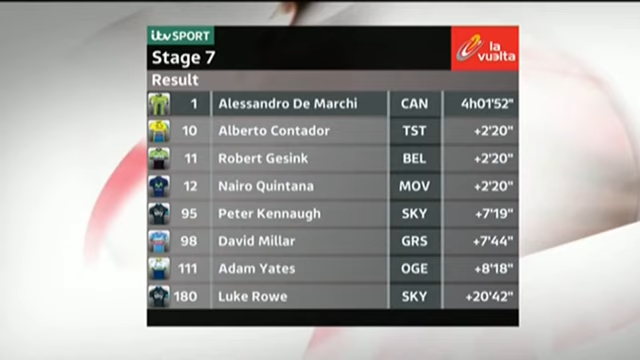 itv SPORT
Stage 7
la vuelta
Result
1 Alessandro De Marchi CAN 4h01'52"
10 Alberto Contador TST +2'20"
11 Robert Gesink BEL +2'20"
12 Nairo Quintana MOV +2'20"
95 Peter Kennaugh SKY +7'19"
98 David Millar GRS +7'44"
111 Adam Yates OGE +8'18"
180 Luke Rowe SKY +20'42"